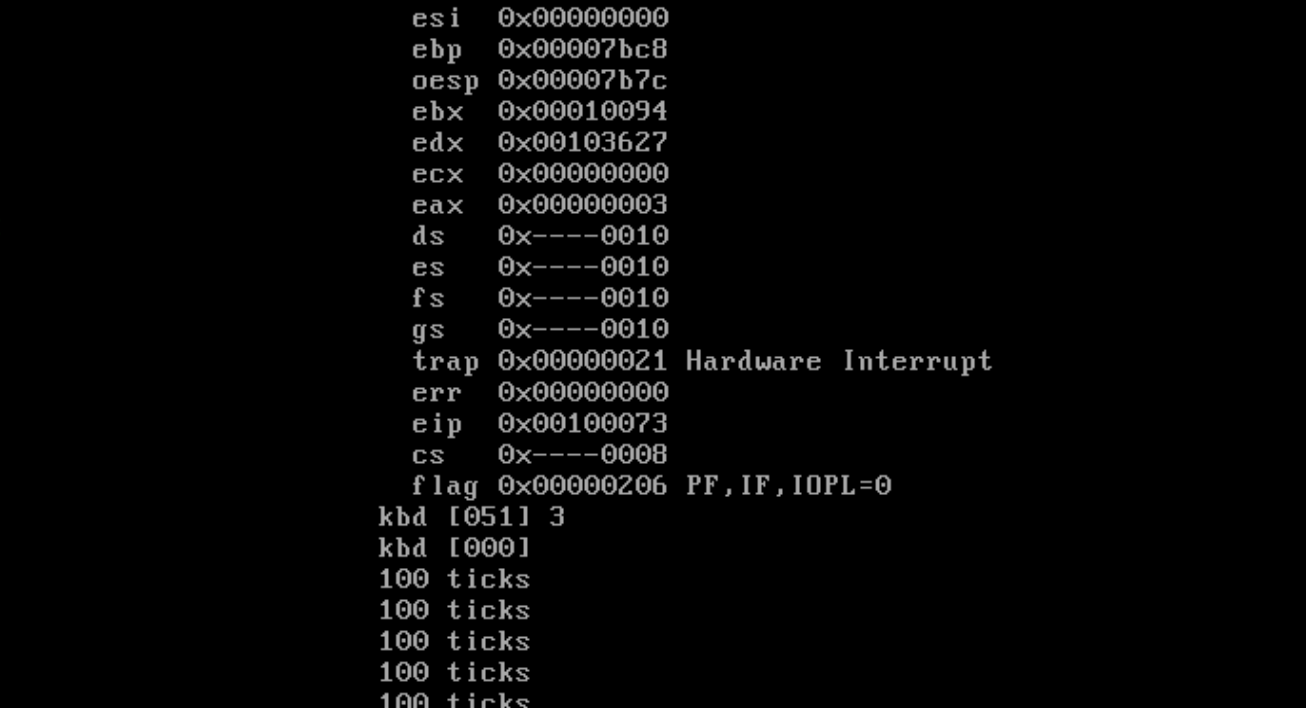 esi 0x00000000
ebp 0x00007bc8
oesp 0x00007b7c
ebx 0x00010094
edx 0x00103627
ecx 0x00000000
eax 0x00000003
ds 0x----0010
es 0x----0010
fs 0x----0010
gs 0x----0010
trap 0x00000021 Hardware Interrupt
err 0x00000000
eip 0x00100073
cs 0x----0008
flag 0x00000206 PF,IF,IOPL=0
kbd [051] 3
kbd [000]
100 ticks
100 ticks
100 ticks
100 ticks
100 ticks